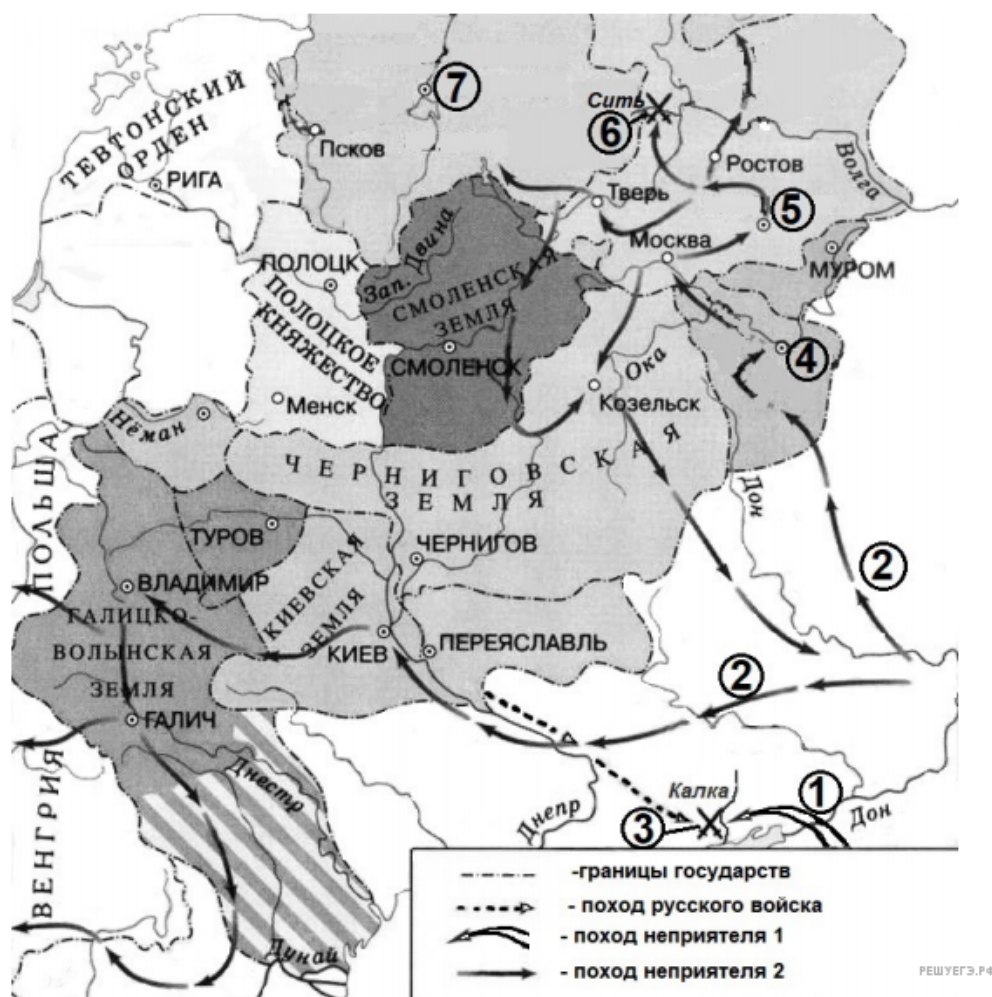 ТЕВТОНСКИЙ
ОРДЕН
РИГА
Псков
7
Сить
6
Ростов
Волга
Тверь
5
Москва
МУРОМ
ПОЛОЦК
Зап. Двина
ПОЛОЦКОЕ
КНЯЖЕСТВО
СМОЛЕНСКАЯ
ЗЕМЛЯ
СМОЛЕНСК
4
Менск
Ока
Козельск
Нёман
ПОЛЬША
ЧЕРНИГОВСКАЯ
ЗЕМЛЯ
Дон
ТУРОВ
ЧЕРНИГОВ
2
ВЛАДИМИР
КИЕВСКАЯ
ЗЕМЛЯ
ГАЛИЦКО-
ВОЛЫНСКАЯ
ЗЕМЛЯ
КИЕВ
ПЕРЕЯСЛАВЛЬ
2
ГАЛИЧ
ВЕНГРИЯ
Днестр
Днепр
Калка
3
1
Дон
Дунай
-границы государств
- поход русского войска
- поход неприятеля 1
- поход неприятеля 2
РЕШУЕГЭ.РФ